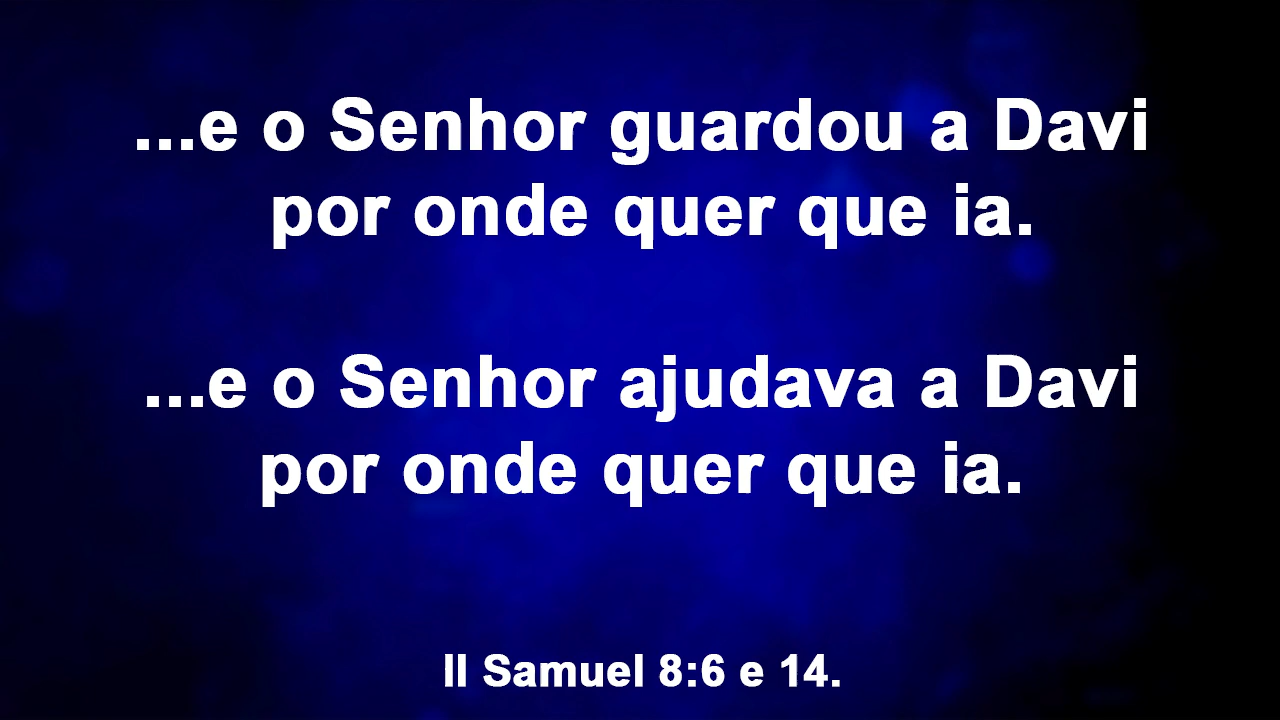 ...e o Senhor guardou a Davi
por onde quer que ia.
...e o Senhor ajudava a Davi
por onde quer que ia.
II Samuel 8:6 e 14.